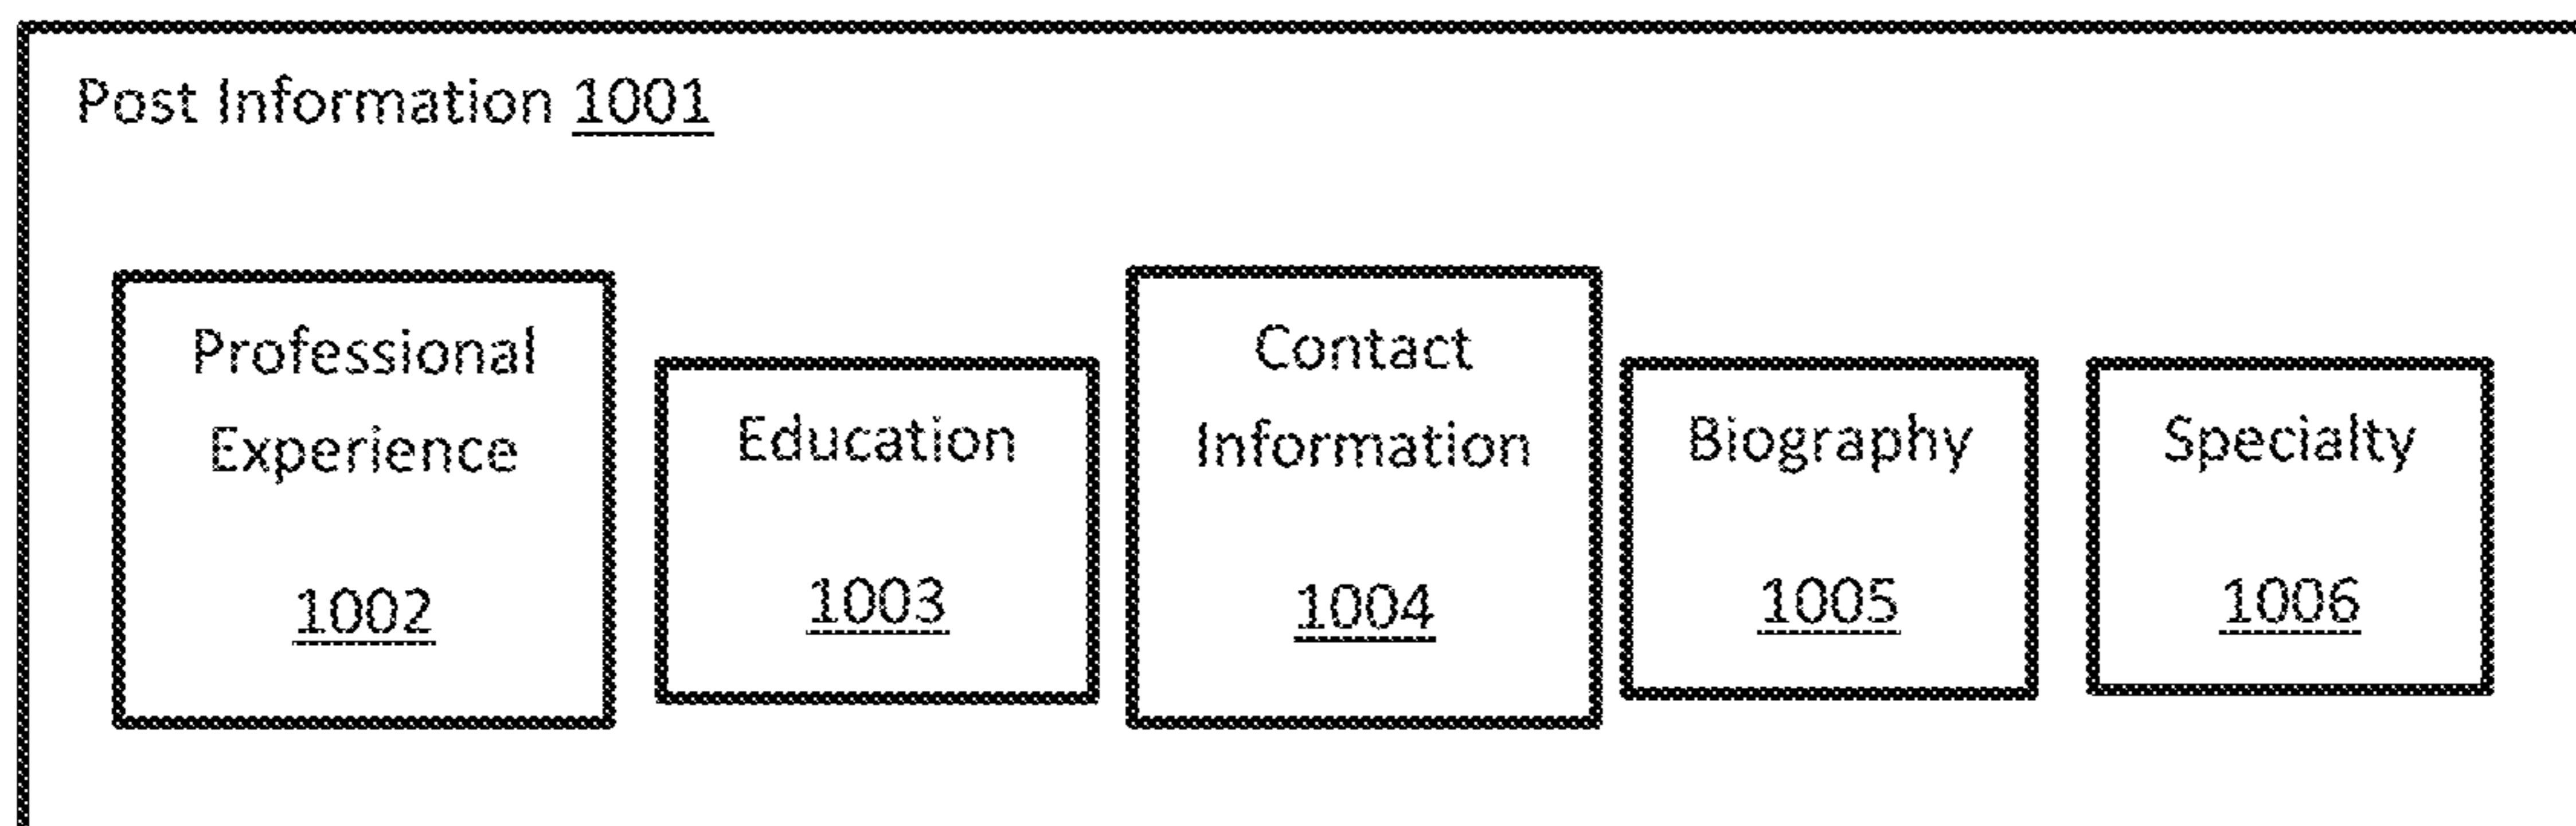 Post Information 1001
Professional
Experience
1002
Education
1003
Contact
Information
1004
Biography
1005
Specialty
1006